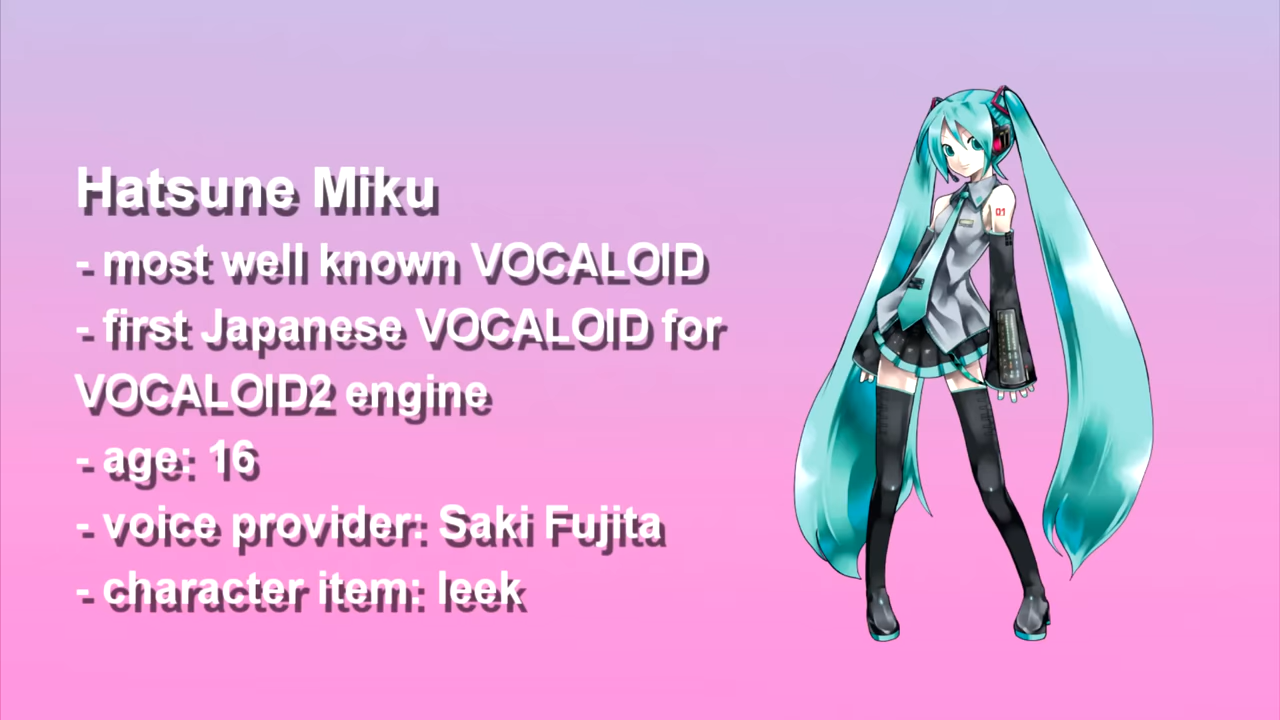 Hatsune Miku
- most well known VOCALOID
- first Japanese VOCALOID for
VOCALOID2 engine
- age: 16
- voice provider: Saki Fujita
- character item: leek
01